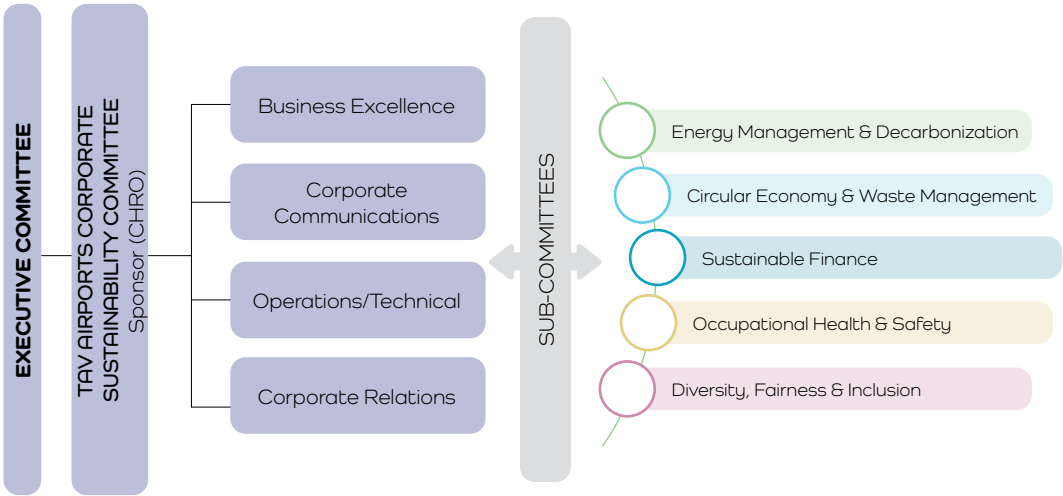 EXECUTIVE COMMITTEE
TAV AIRPORTS CORPORATE
SUSTAINABILITY COMMITTEE
Sponsor (CHRO)
Business Excellence
Corporate
Communications
Operations/Technical
Corporate Relations
SUB-COMMITTEES
Energy Management & Decarbonization
Circular Economy & Waste Management
Sustainable Finance
Occupational Health & Safety
Diversity, Fairness & Inclusion